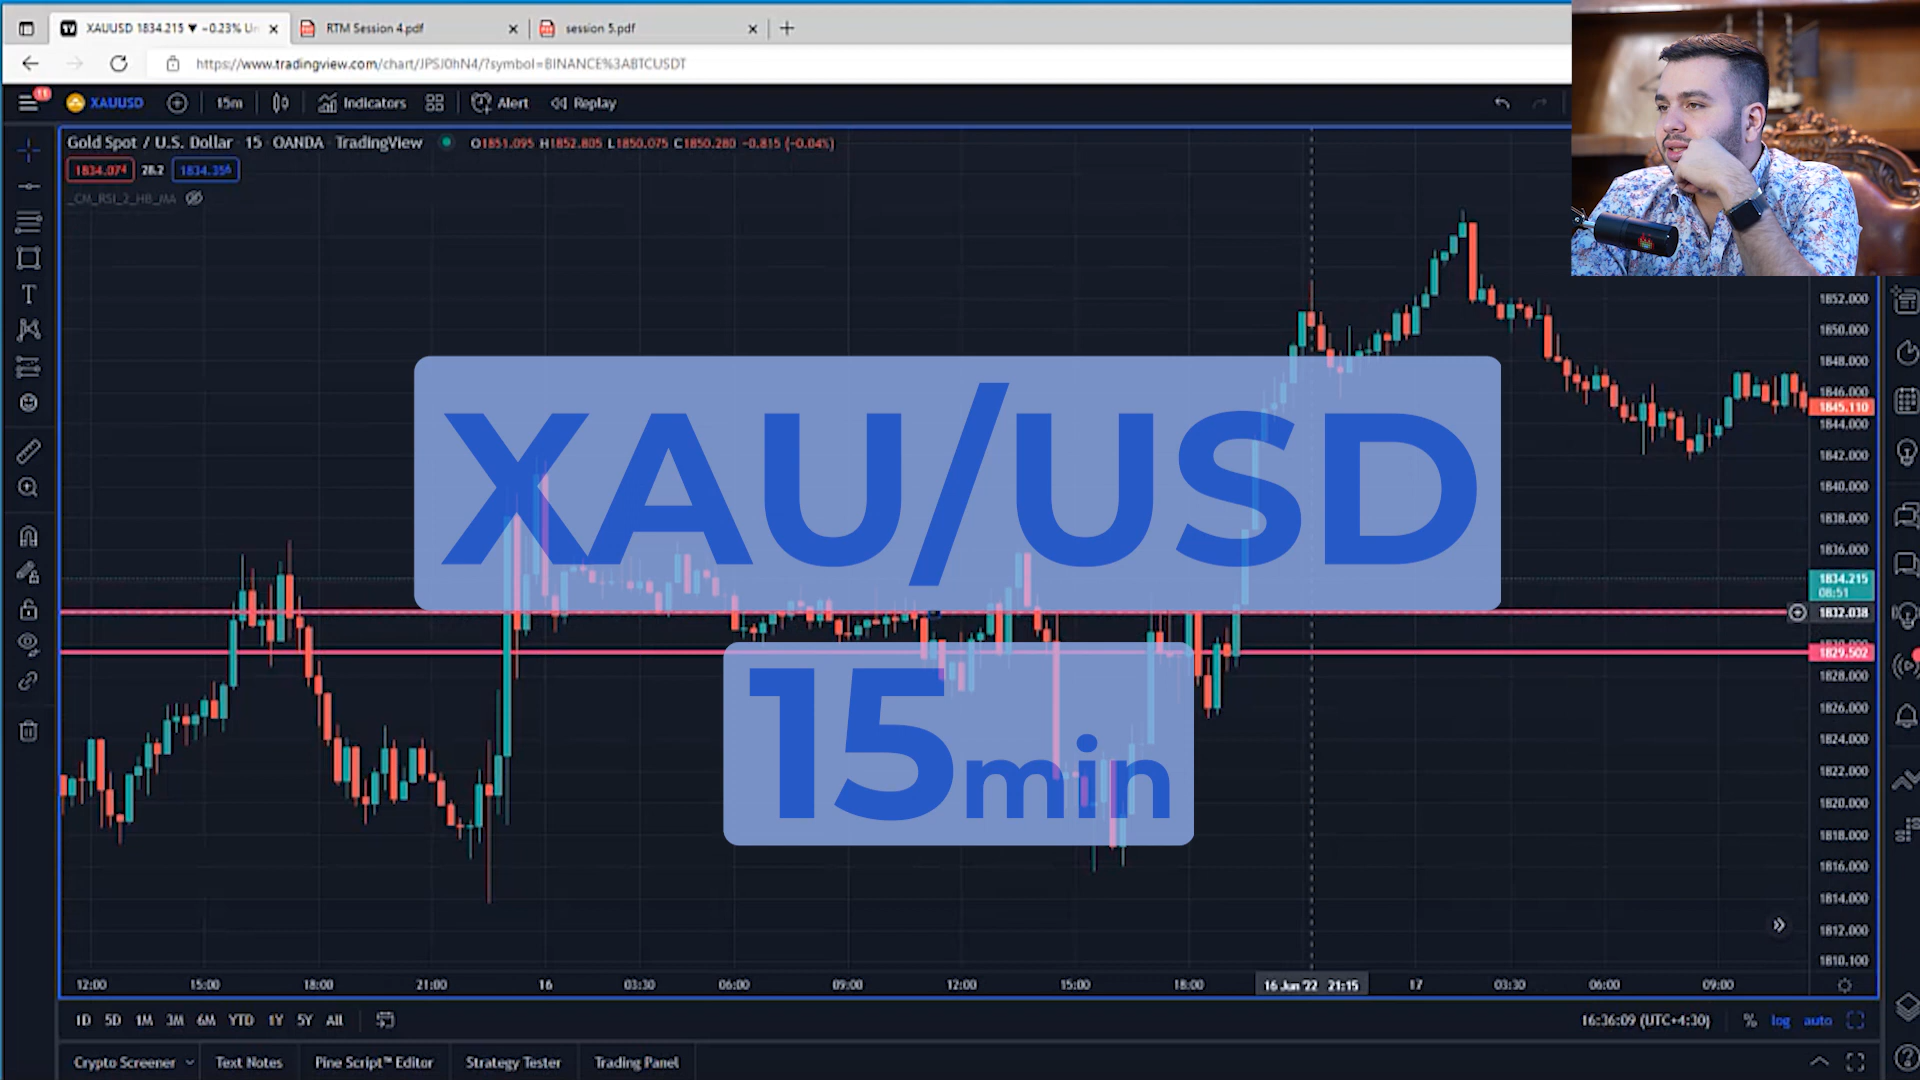 XAUUSD 1834.215 ▼ −0.23% Un
RTM Session 4.pdf
session 5.pdf
https://www.tradingview.com/chart/JPSJ0hN4/?symbol=BINANCE%3ABTCUSDT
11
XAUUSD
15m
Indicators
Alert
Replay
Gold Spot / U.S. Dollar 15 OANDA TradingView
O1851.095 H1852.805 L1850.075 C1850.280 −0.815 (−0.04%)
1834.074 28.2 1834.356
_CM_RSI_2_HB_MA
XAU/USD
15min
1852.000
1850.000
1848.000
1846.000
1845.110
1844.000
1842.000
1840.000
1838.000
1836.000
1834.215
08:51
1832.038
1829.502
1828.000
1826.000
1824.000
1822.000
1820.000
1818.000
1816.000
1814.000
1812.000
1810.100
12:00 15:00 18:00 21:00 16 03:30 06:00 09:00 12:00 15:00 18:00 16 Jun '22 21:15 17 03:30 06:00 09:00
1D 5D 1M 3M 6M YTD 1Y 5Y All
16:36:09 (UTC+4:30) % log auto
Crypto Screener Text Notes Pine Script™ Editor Strategy Tester Trading Panel